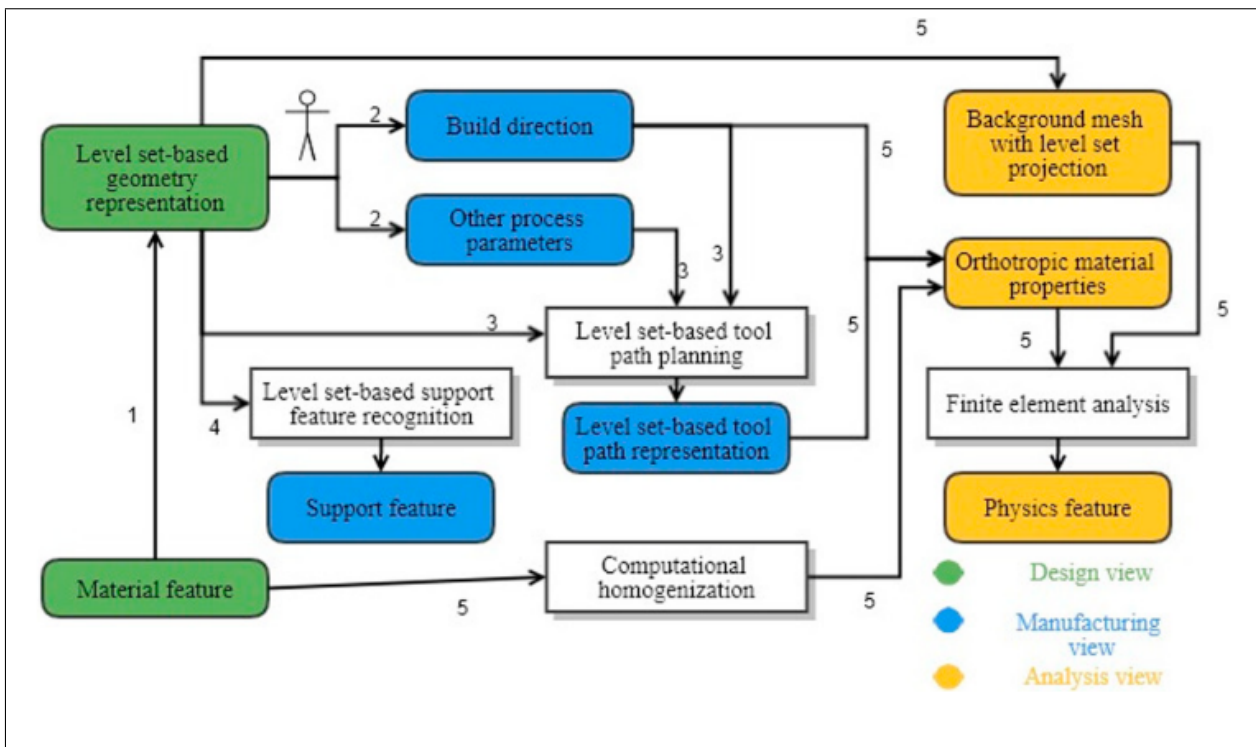 5
Level set-based
geometry
representation
2
Build direction
2
Other process
parameters
5
Background mesh
with level set
projection
3
3
Orthotropic material
properties
3
Level set-based tool
path planning
5
5
5
1
4
Level set-based support
feature recognition
Level set-based tool
path representation
Finite element analysis
Support feature
Physics feature
Material feature
5
Computational
homogenization
5
Design view
Manufacturing
view
Analysis view